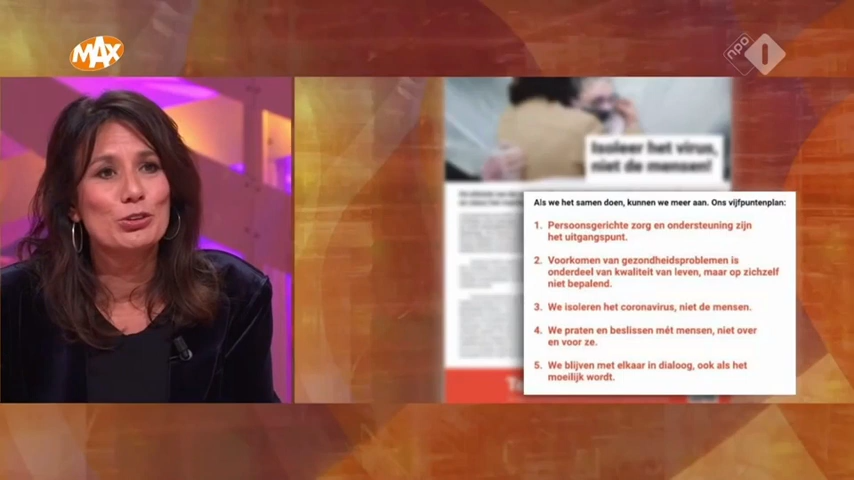 MAX
npo 1
Isoleer het virus,
niet de mensen!
Als we het samen doen, kunnen we meer aan. Ons vijfpuntenplan:
1. Persoonsgerichte zorg en ondersteuning zijn
het uitgangspunt.
2. Voorkomen van gezondheidsproblemen is
onderdeel van kwaliteit van leven, maar op zichzelf
niet bepalend.
3. We isoleren het coronavirus, niet de mensen.
4. We praten en beslissen mét mensen, niet over
en voor ze.
5. We blijven met elkaar in dialoog, ook als het
moeilijk wordt.